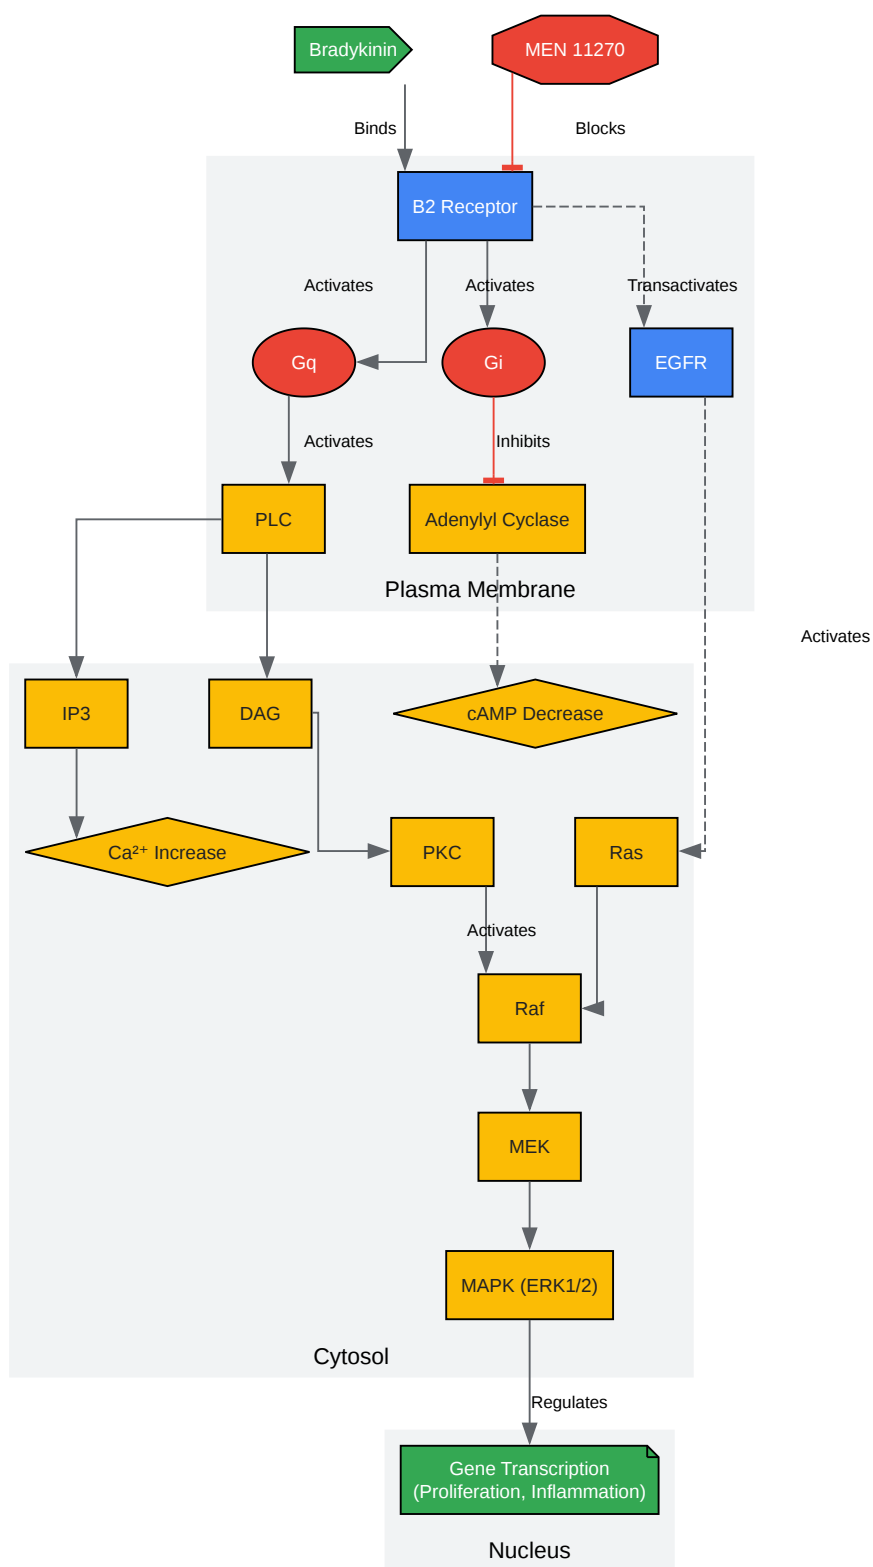 Bradykinin
MEN 11270
Binds
Blocks
B2 Receptor
Activates
Activates
Transactivates
Gq
Gi
EGFR
Activates
Inhibits
PLC
Adenylyl Cyclase
Plasma Membrane
Activates
IP3
DAG
cAMP Decrease
Ca²⁺ Increase
PKC
Ras
Activates
Raf
MEK
MAPK (ERK1/2)
Cytosol
Regulates
Gene Transcription
(Proliferation, Inflammation)
Nucleus